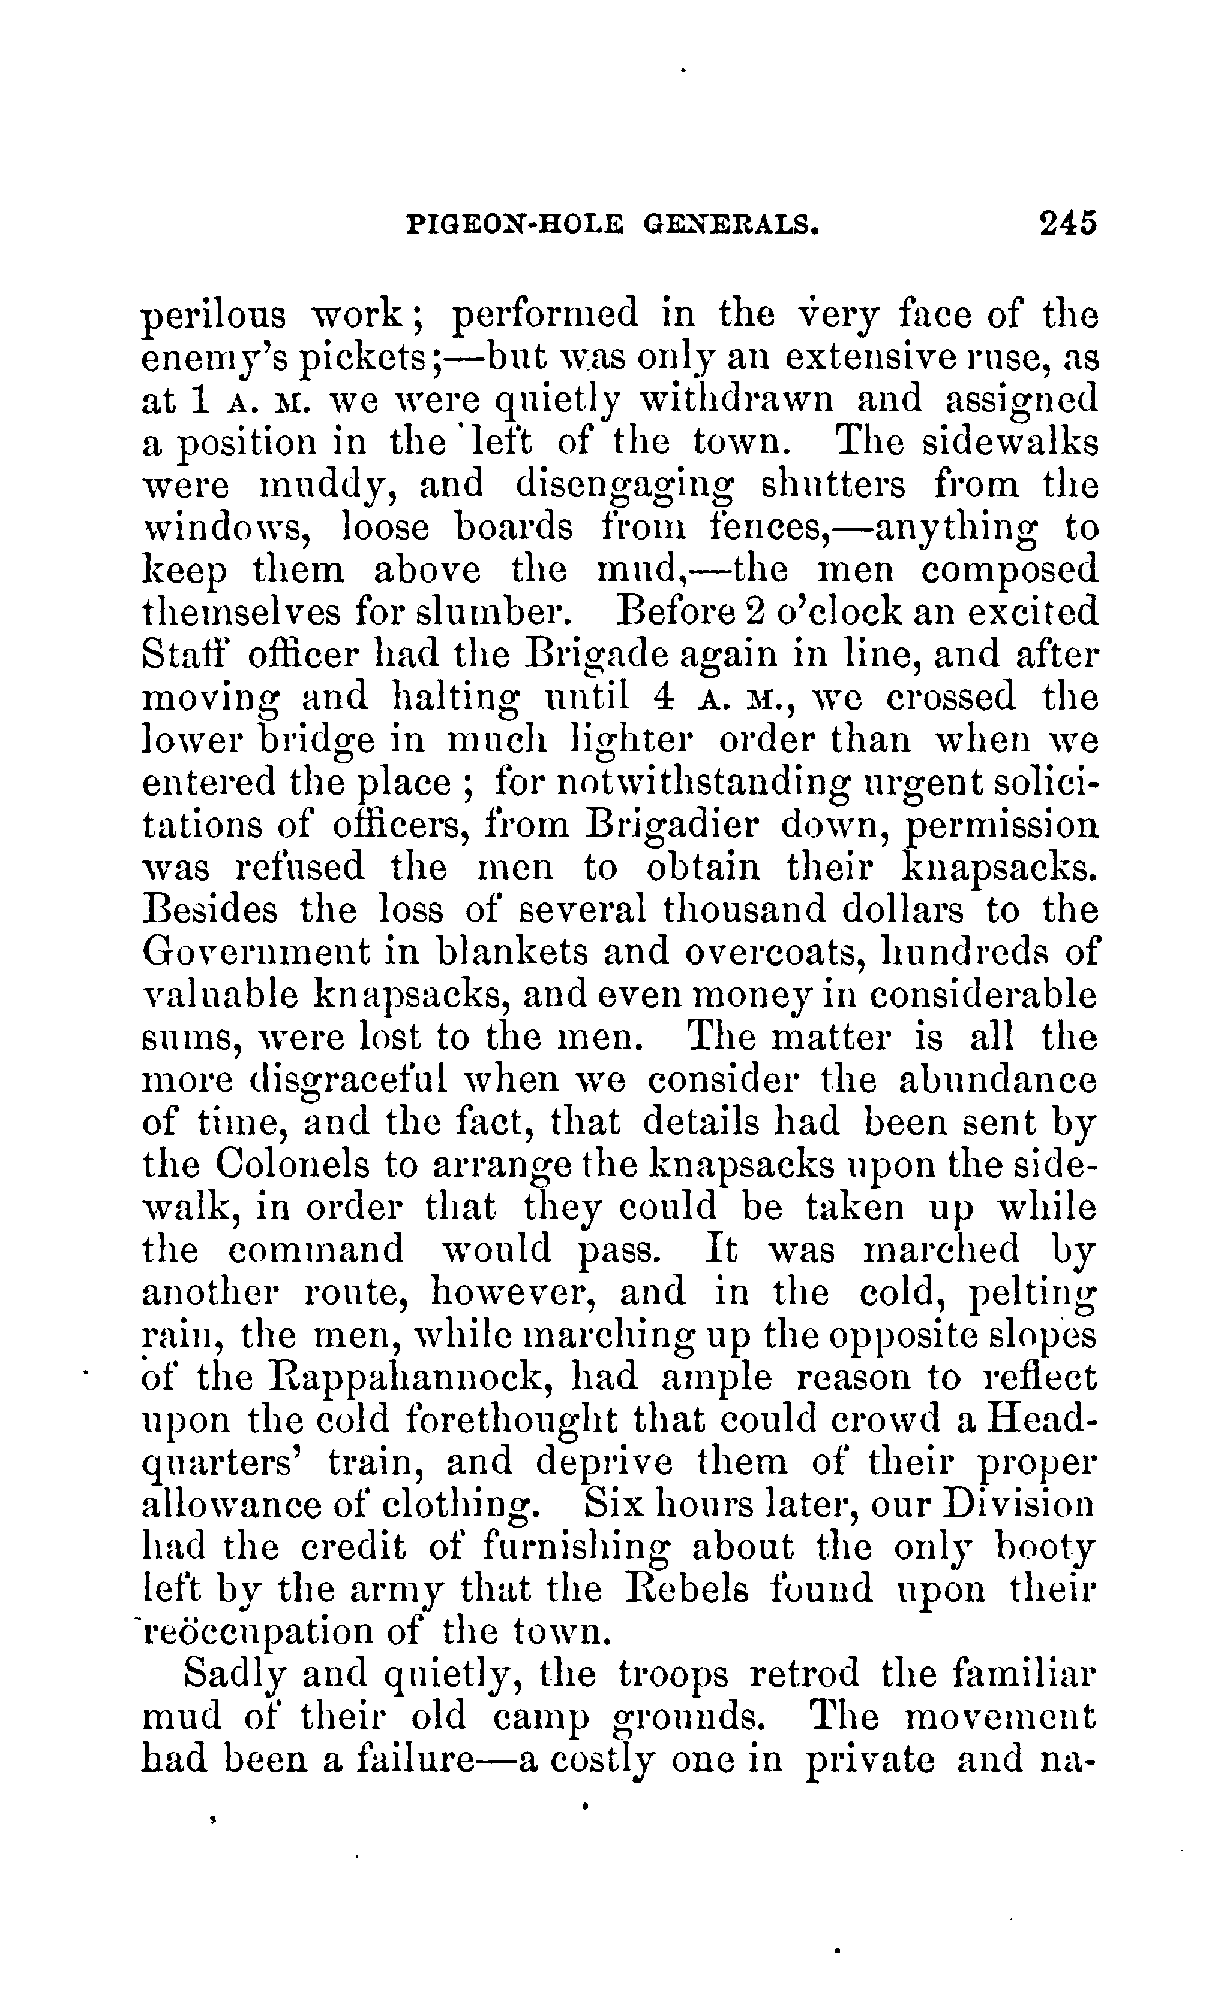 PIGEON-HOLE GENERALS. 245
perilous work; performed in the very face of the
enemy's pickets;—but was only an extensive ruse, as
at 1 A. M. we were quietly withdrawn and assigned
a position in the left of the town. The sidewalks
were muddy, and disengaging shutters from the
windows, loose boards from fences,—anything to
keep them above the mud,—the men composed
themselves for slumber. Before 2 o'clock an excited
Staff officer had the Brigade again in line, and after
moving and halting until 4 A. M., we crossed the
lower bridge in much lighter order than when we
entered the place ; for notwithstanding urgent solici-
tations of officers, from Brigadier down, permission
was refused the men to obtain their knapsacks.
Besides the loss of several thousand dollars to the
Government in blankets and overcoats, hundreds of
valuable knapsacks, and even money in considerable
sums, were lost to the men. The matter is all the
more disgraceful when we consider the abundance
of time, and the fact, that details had been sent by
the Colonels to arrange the knapsacks upon the side-
walk, in order that they could be taken up while
the command would pass. It was marched by
another route, however, and in the cold, pelting
rain, the men, while marching up the opposite slopes
of the Rappahannock, had ample reason to reflect
upon the cold forethought that could crowd a Head-
quarters' train, and deprive them of their proper
allowance of clothing. Six hours later, our Division
had the credit of furnishing about the only booty
left by the army that the Rebels found upon their
reöccupation of the town.
Sadly and quietly, the troops retrod the familiar
mud of their old camp grounds. The movement
had been a failure—a costly one in private and na-